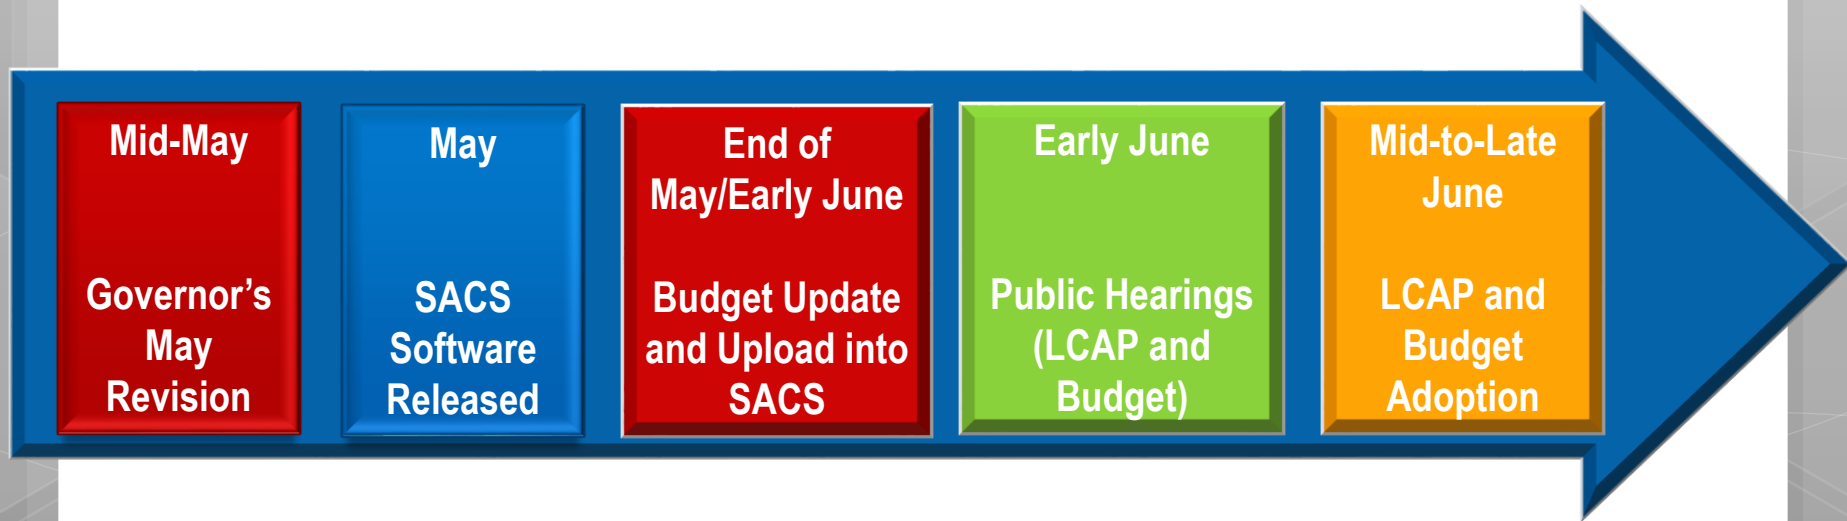 Mid-May
Governor’s
May
Revision
May
SACS
Software
Released
End of
May/Early June
Budget Update
and Upload into
SACS
Early June
Public Hearings
(LCAP and
Budget)
Mid-to-Late
June
LCAP and
Budget
Adoption